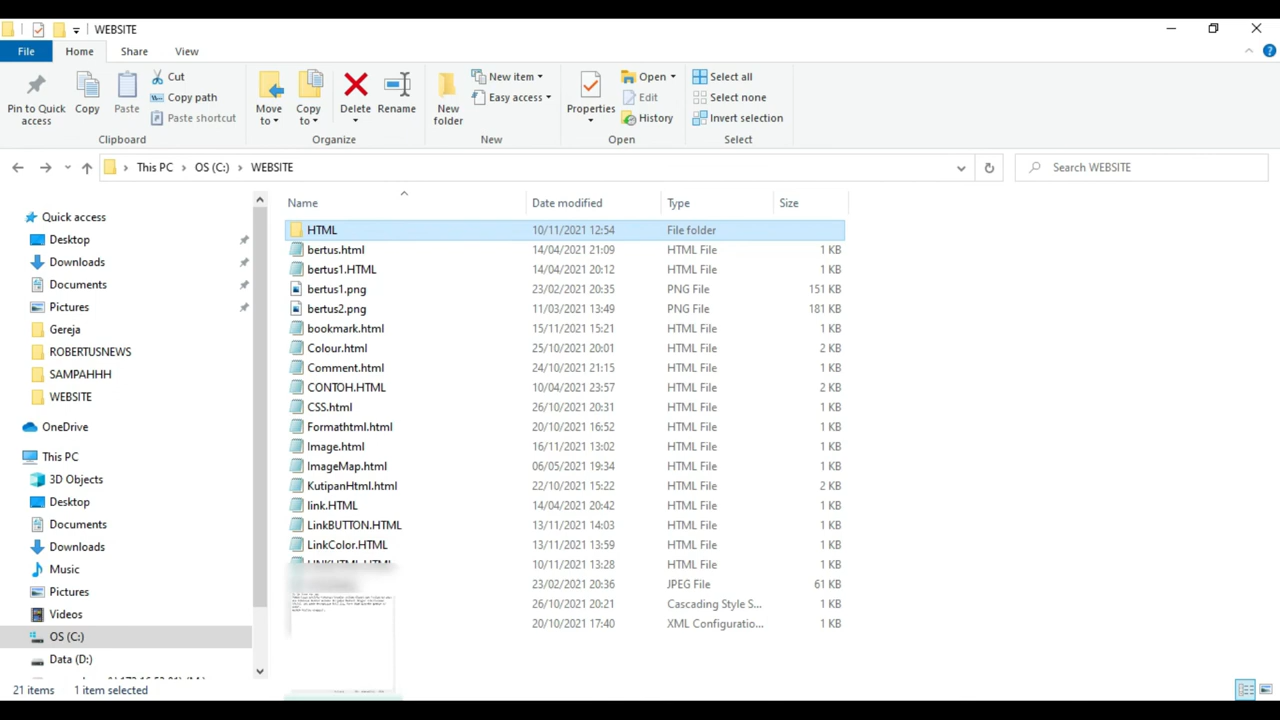 WEBSITE
File Home Share View
Pin to Quick access
Copy
Paste
Cut
Copy path
Paste shortcut
Clipboard
Move to
Copy to
Delete
Rename
Organize
New folder
New item
Easy access
New
Properties
Open
Edit
History
Open
Select all
Select none
Invert selection
Select
This PC > OS (C:) > WEBSITE
Search WEBSITE
Quick access
Desktop
Downloads
Documents
Pictures
Gereja
ROBERTUSNEWS
SAMPAHHH
WEBSITE
OneDrive
This PC
3D Objects
Desktop
Documents
Downloads
Music
Pictures
Videos
OS (C:)
Data (D:)
Name Date modified Type Size
HTML 10/11/2021 12:54 File folder
bertus.html 14/04/2021 21:09 HTML File 1 KB
bertus1.HTML 14/04/2021 20:12 HTML File 1 KB
bertus1.png 23/02/2021 20:35 PNG File 151 KB
bertus2.png 11/03/2021 13:49 PNG File 181 KB
bookmark.html 15/11/2021 15:21 HTML File 1 KB
Colour.html 25/10/2021 20:01 HTML File 2 KB
Comment.html 24/10/2021 21:15 HTML File 1 KB
CONTOH.HTML 10/04/2021 23:57 HTML File 2 KB
CSS.html 26/10/2021 20:31 HTML File 1 KB
Formathtml.html 20/10/2021 16:52 HTML File 1 KB
Image.html 16/11/2021 13:02 HTML File 1 KB
ImageMap.html 06/05/2021 19:34 HTML File 1 KB
KutipanHtml.html 22/10/2021 15:22 HTML File 2 KB
link.HTML 14/04/2021 20:42 HTML File 1 KB
LinkBUTTON.HTML 13/11/2021 14:03 HTML File 1 KB
LinkColor.HTML 13/11/2021 13:59 HTML File 1 KB
10/11/2021 13:28 HTML File 1 KB
23/02/2021 20:36 JPEG File 61 KB
26/10/2021 20:21 Cascading Style S... 1 KB
20/10/2021 17:40 XML Configuratio... 1 KB
21 items 1 item selected